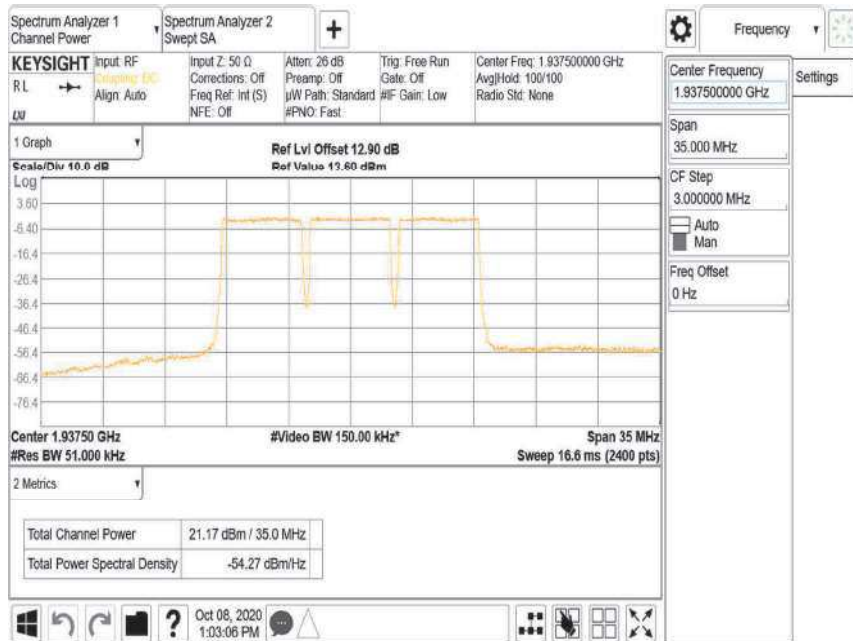 Spectrum Analyzer 1
Channel Power
Spectrum Analyzer 2
Swept SA
+
Frequency
KEYSIGHT
RL
Input: RF
Coupling: DC
Align: Auto
Input Z: 50 Ω
Corrections: Off
Freq Ref: Int (S)
NFE: Off
Atten: 26 dB
Preamp: Off
µW Path: Standard
#PNO: Fast
Trig: Free Run
Gate: Off
#IF Gain: Low
Center Freq: 1.937500000 GHz
Avg|Hold: 100/100
Radio Std: None
Center Frequency
1.937500000 GHz
Settings
Span
35.000 MHz
CF Step
3.000000 MHz
Auto
Man
Freq Offset
0 Hz
1 Graph
Scale/Div 10.0 dB
Ref Lvl Offset 12.90 dB
Ref Value 13.60 dBm
Log
3.60
-6.40
-16.4
-26.4
-36.4
-46.4
-56.4
-66.4
-76.4
Center 1.93750 GHz
#Video BW 150.00 kHz*
Span 35 MHz
#Res BW 51.000 kHz
Sweep 16.6 ms (2400 pts)
2 Metrics
Total Channel Power 21.17 dBm / 35.0 MHz
Total Power Spectral Density -54.27 dBm/Hz
?
Oct 08, 2020
1:03:06 PM